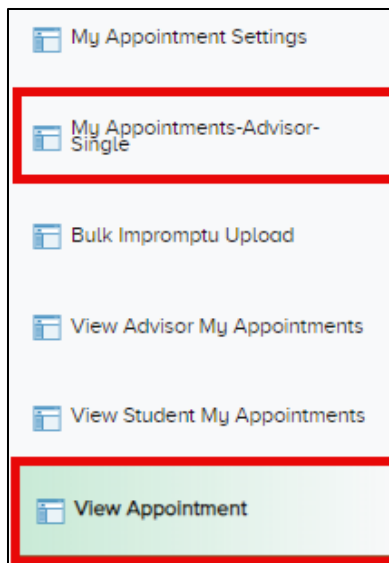 My Appointment Settings
My Appointments-Advisor-
Single
Bulk Impromptu Upload
View Advisor My Appointments
View Student My Appointments
View Appointment